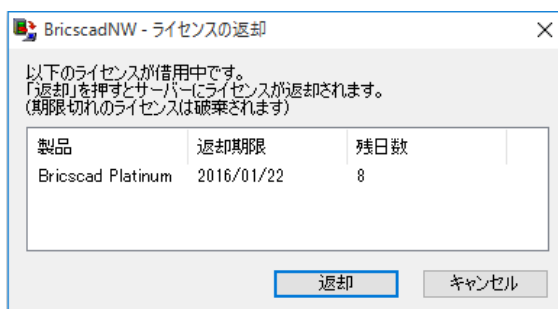 BricscadNW - ライセンスの返却
以下のライセンスが借用中です。
「返却」を押すとサーバーにライセンスが返却されます。
(期限切れのライセンスは破棄されます)
製品 返却期限 残日数
Bricscad Platinum 2016/01/22 8
返却 キャンセル